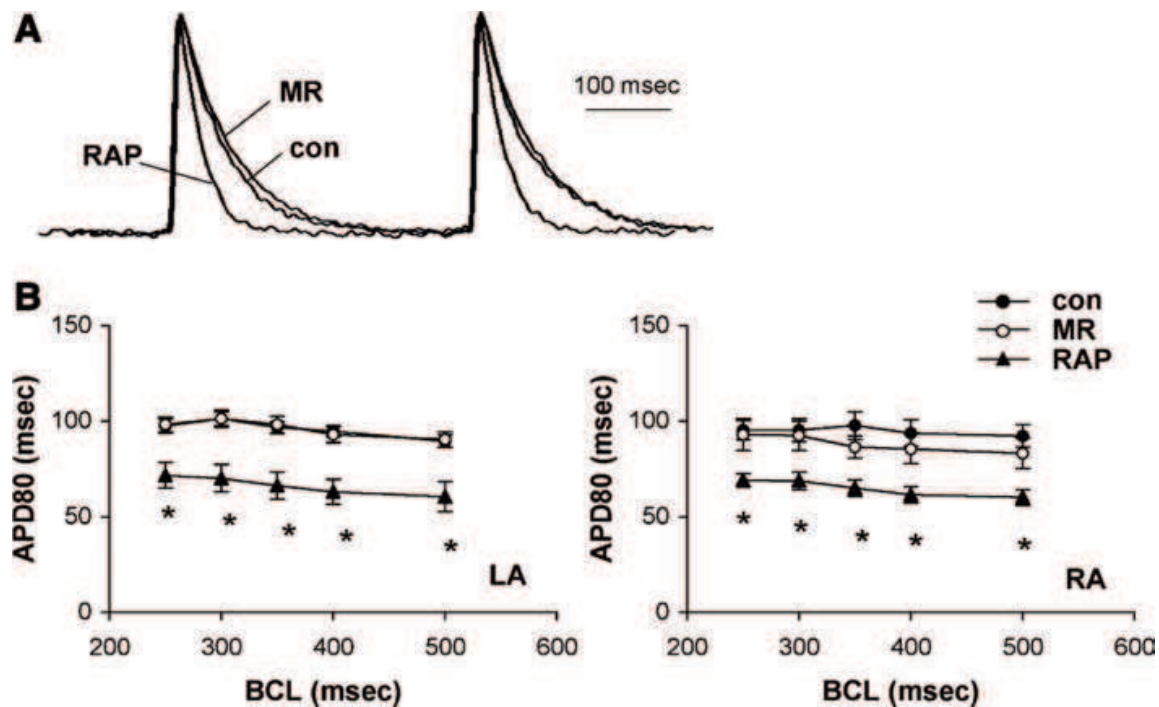 A
100 msec
MR
con
RAP
B
con
MR
RAP
150
100
50
0
APD80 (msec)
* * * * *
LA
200 300 400 500 600
BCL (msec)
150
100
50
0
APD80 (msec)
* * * * *
RA
200 300 400 500 600
BCL (msec)